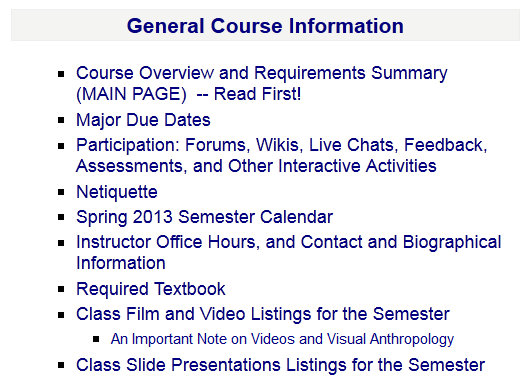 General Course Information
Course Overview and Requirements Summary
(MAIN PAGE)  -- Read First!
Major Due Dates
Participation: Forums, Wikis, Live Chats, Feedback,
Assessments, and Other Interactive Activities
Netiquette
Spring 2013 Semester Calendar
Instructor Office Hours, and Contact and Biographical
Information
Required Textbook
Class Film and Video Listings for the Semester
An Important Note on Videos and Visual Anthropology
Class Slide Presentations Listings for the Semester